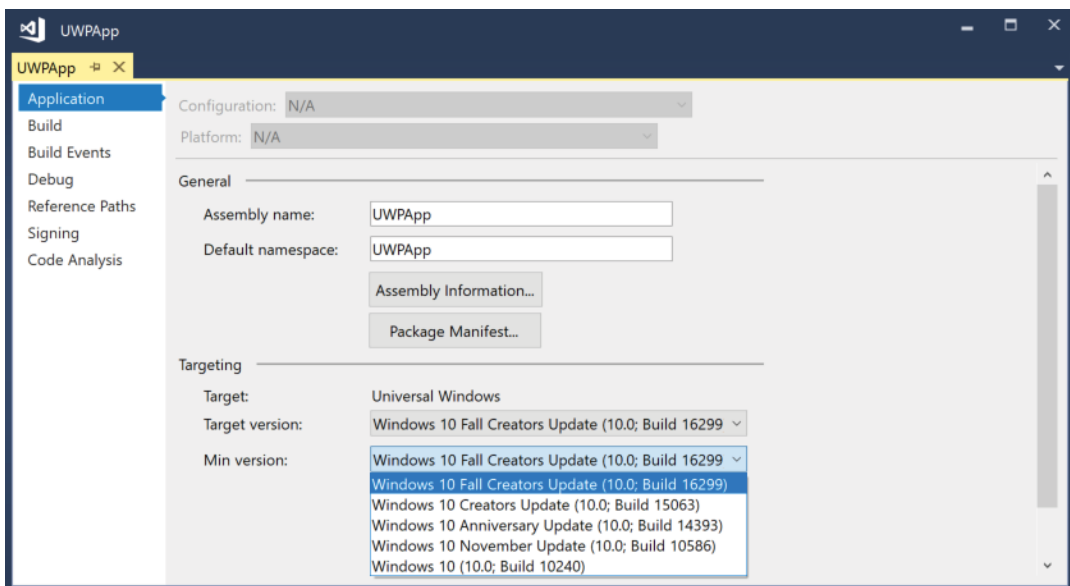 UWPApp
UWPApp
Application
Build
Build Events
Debug
Reference Paths
Signing
Code Analysis
Configuration: N/A
Platform: N/A
General
Assembly name: UWPApp
Default namespace: UWPApp
Assembly Information...
Package Manifest...
Targeting
Target: Universal Windows
Target version: Windows 10 Fall Creators Update (10.0; Build 16299
Min version: Windows 10 Fall Creators Update (10.0; Build 16299
Windows 10 Fall Creators Update (10.0; Build 16299)
Windows 10 Creators Update (10.0; Build 15063)
Windows 10 Anniversary Update (10.0; Build 14393)
Windows 10 November Update (10.0; Build 10586)
Windows 10 (10.0; Build 10240)